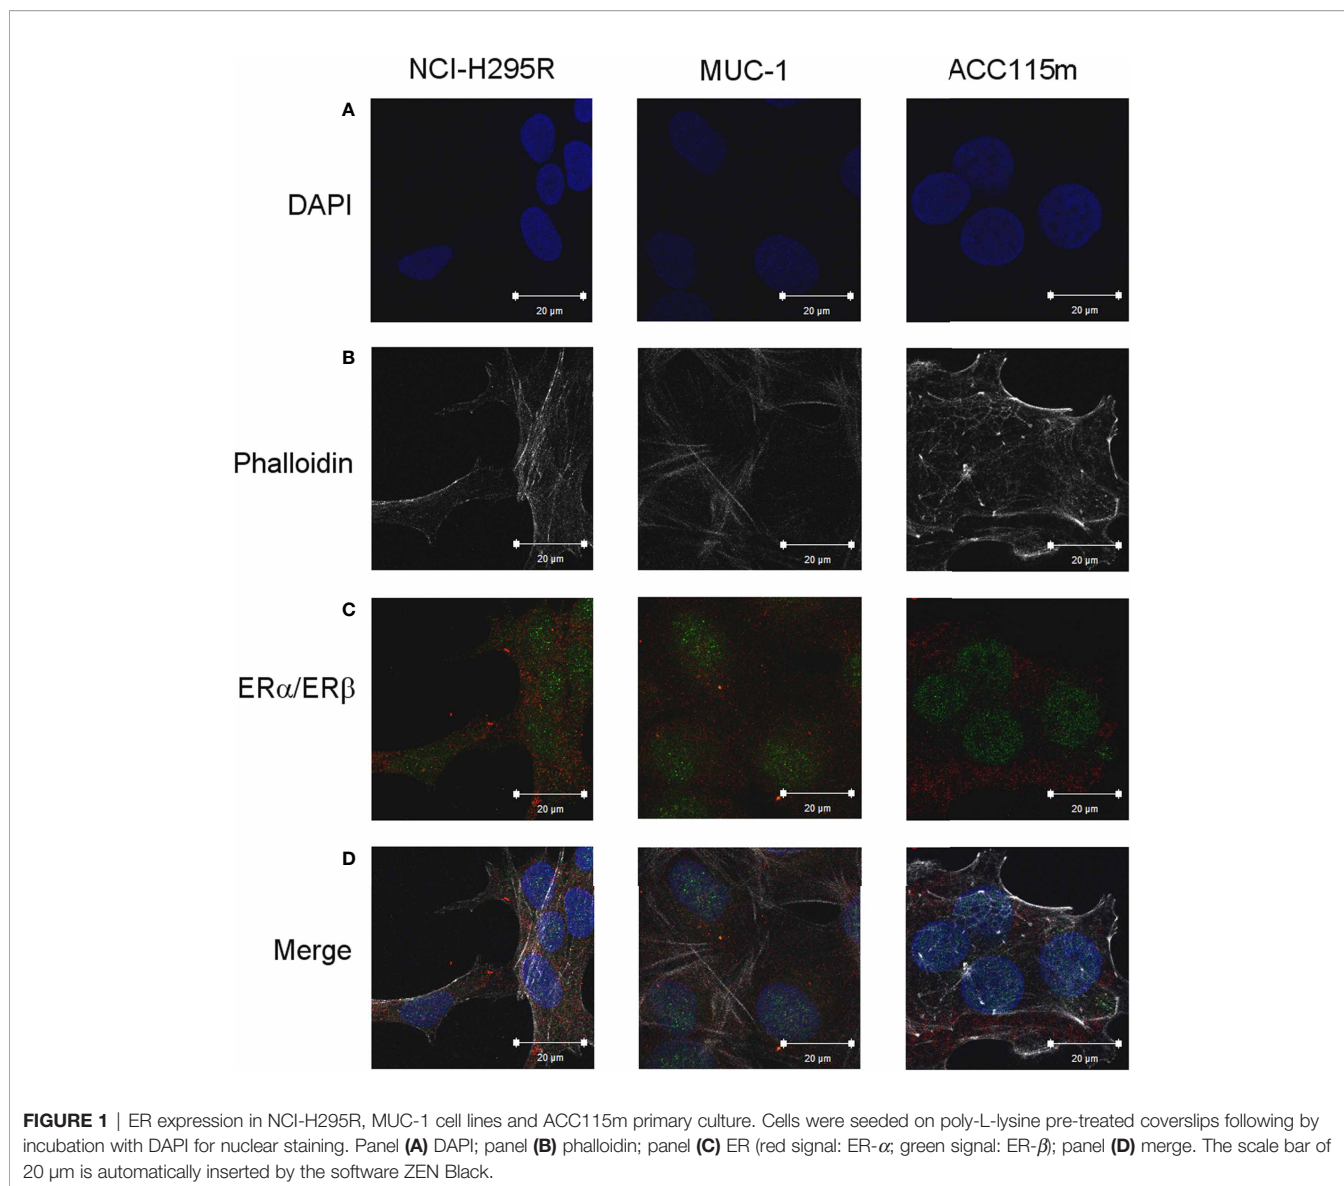 NCI-H295R MUC-1 ACC115m
A
DAPI
20 µm 20 µm 20 µm
B
Phalloidin
20 µm 20 µm 20 µm
C
ERα/ERβ
20 µm 20 µm 20 µm
D
Merge
20 µm 20 µm 20 µm
FIGURE 1 | ER expression in NCI-H295R, MUC-1 cell lines and ACC115m primary culture. Cells were seeded on poly-L-lysine pre-treated coverslips following by
incubation with DAPI for nuclear staining. Panel (A) DAPI; panel (B) phalloidin; panel (C) ER (red signal: ER-α; green signal: ER-β); panel (D) merge. The scale bar of
20 µm is automatically inserted by the software ZEN Black.